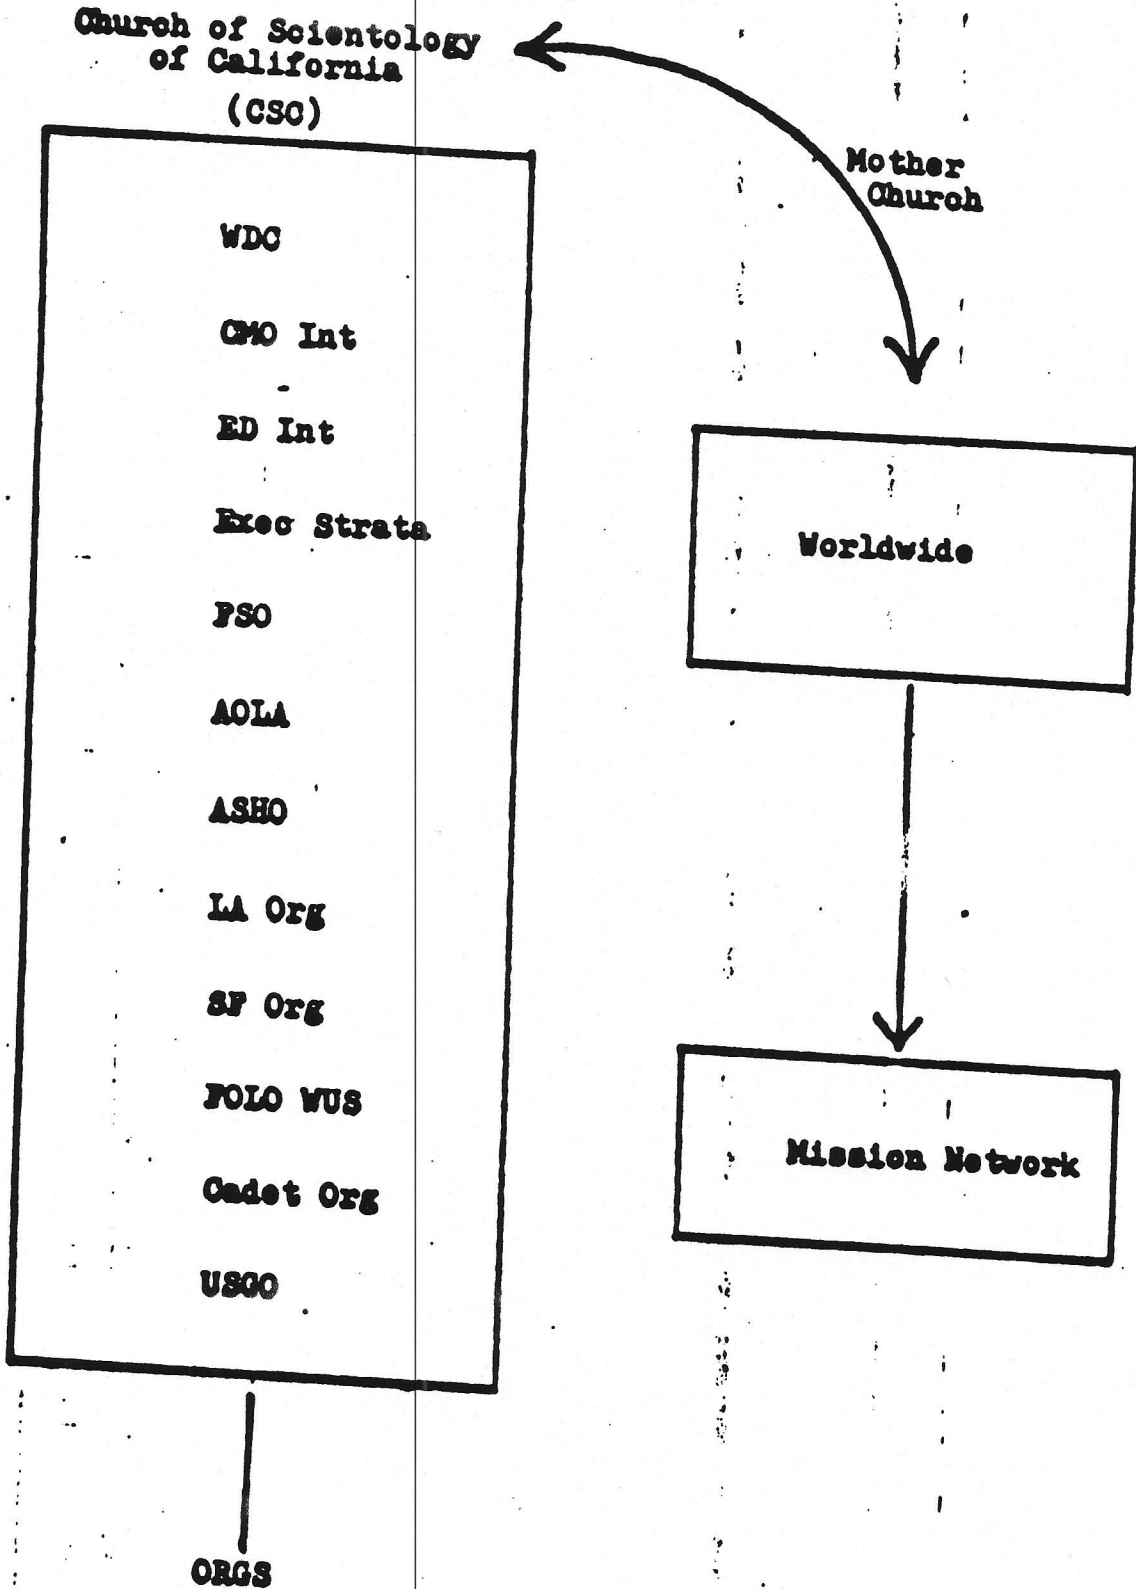 Church of Scientology
of California
(CSC)
Mother
Church
WDC
CMO Int
ED Int
Exec Strata
FSO
AOLA
ASHO
LA Org
SF Org
FOLO WUS
Cadet Org
USGO
ORGS
Worldwide
Mission Network